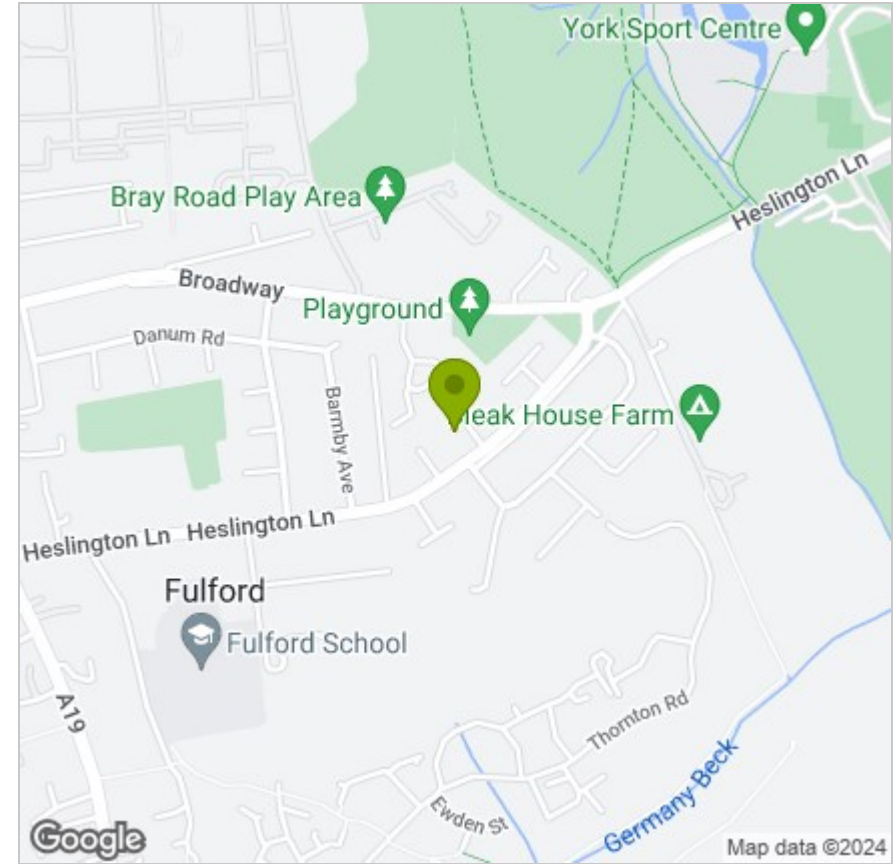 York Sport Centre
Heslington Ln
Bray Road Play Area
Broadway
Playground
Danum Rd
Barmby Ave
leak House Farm
Heslington Ln
Heslington Ln
Fulford
Fulford School
A19
Thornton Rd
Germany Beck
Ewden St
Google
Map data ©2024